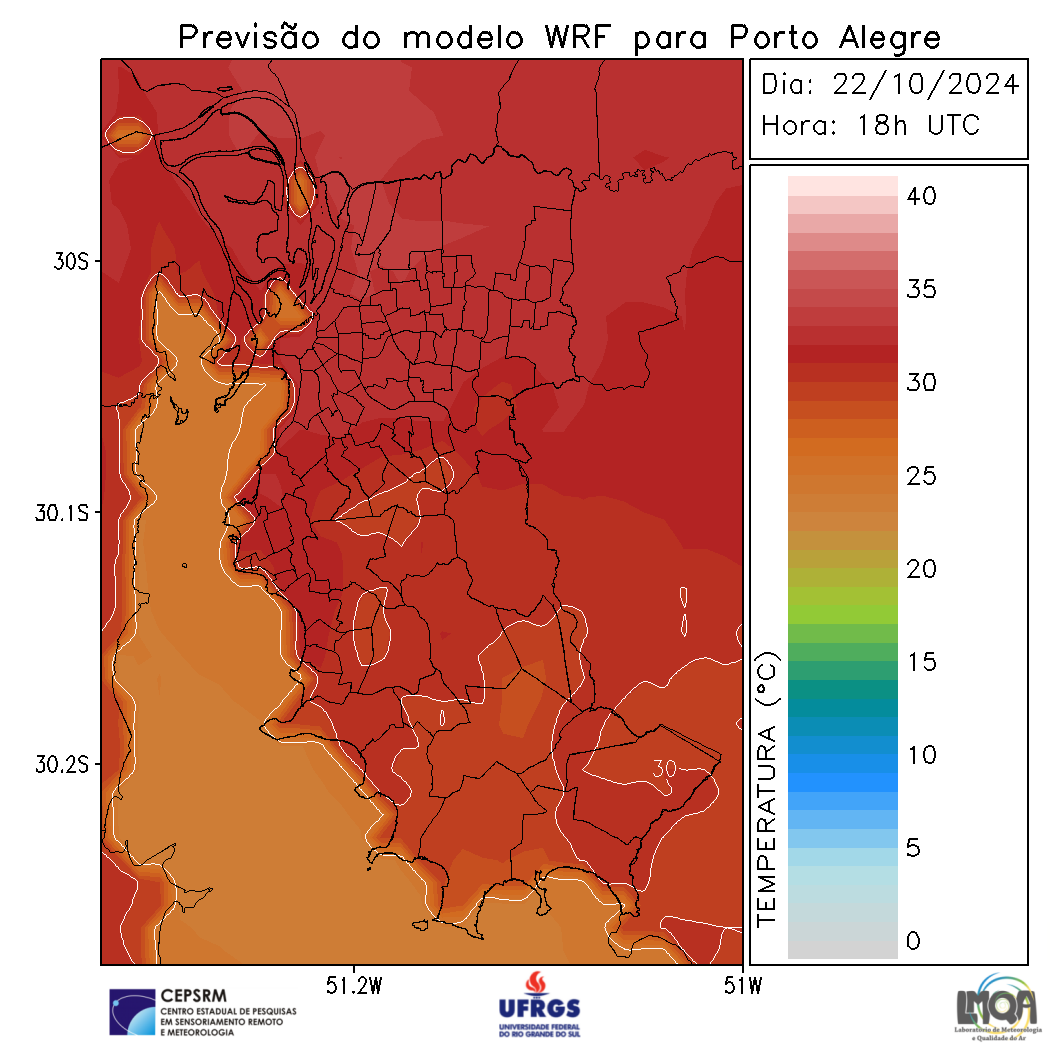 Previsão do modelo WRF para Porto Alegre
Dia: 22/10/2024
Hora: 18h UTC
40
35
30
25
20
15
10
5
0
TEMPERATURA (°C)
30S
30.1S
30.2S
30
51.2W
51W
CEPSRM
CENTRO ESTADUAL DE PESQUISAS
EM SENSORIAMENTO REMOTO
E METEOROLOGIA
UFRGS
UNIVERSIDADE FEDERAL
DO RIO GRANDE DO SUL
LMQA
Laboratório de Meteorologia
e Qualidade do Ar